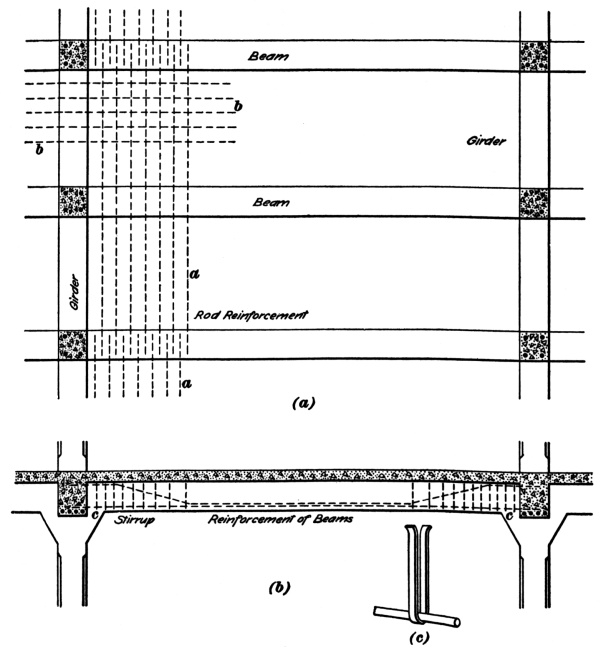 Beam
b
b
Girder
Beam
Girder
a
Rod Reinforcement
a
(a)
c
Stirrup
Reinforcement of Beams
c
(b)
(c)